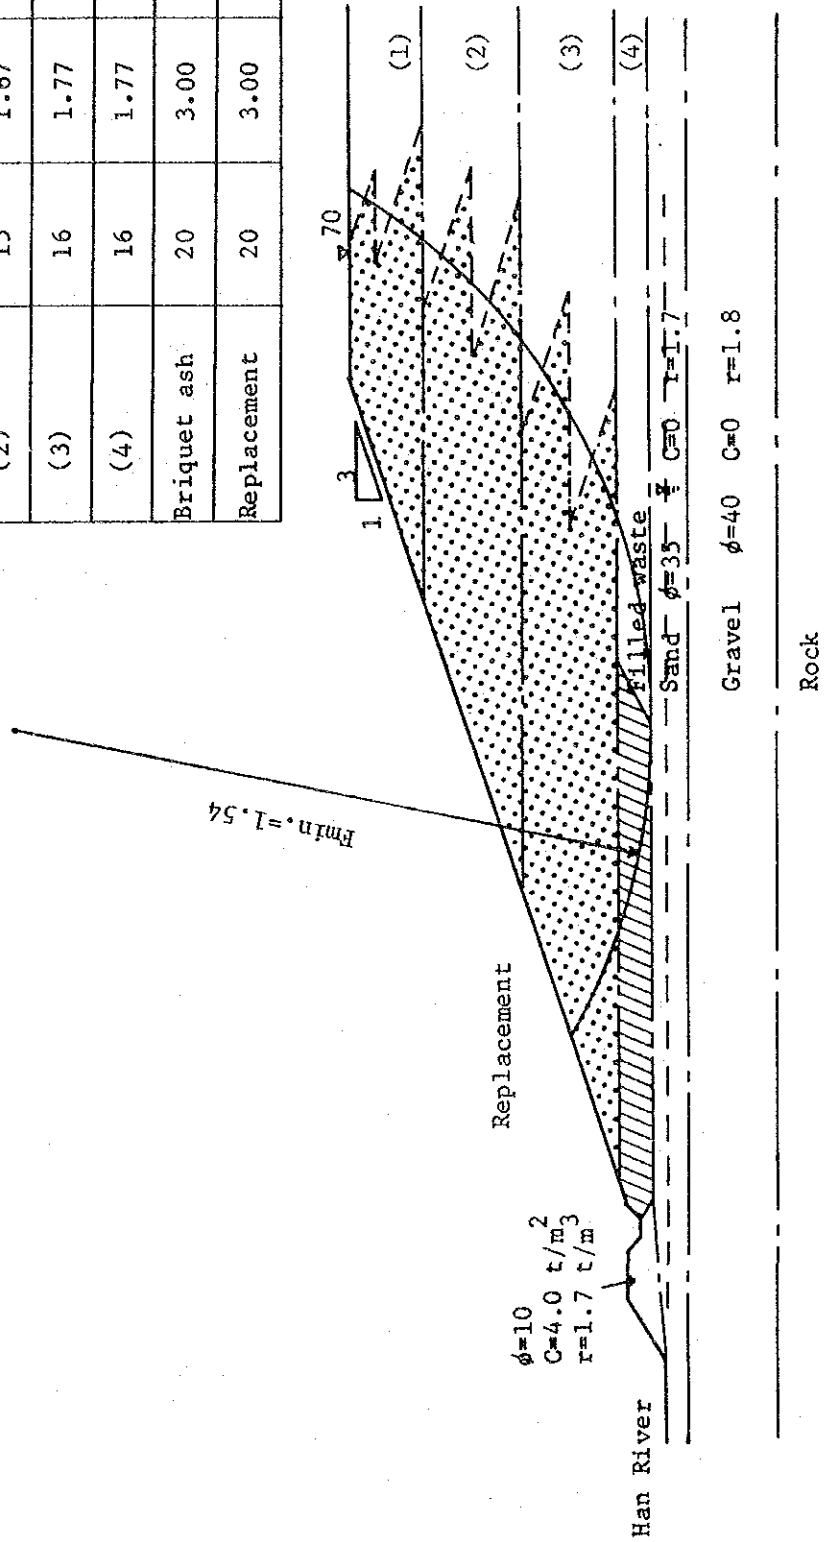 (2) 15 1.67
(3) 16 1.77
(4) 16 1.77
Briquet ash 20 3.00
Replacement 20 3.00
70
3
1
(1)
(2)
(3)
(4)
Fmin.=1.54
Replacement
Filled waste
Sand ø=35 C=0 r=1.7
Gravel ø=40 C=0 r=1.8
Rock
ø=10
C=4.0 t/m2
r=1.7 t/m3
Han River